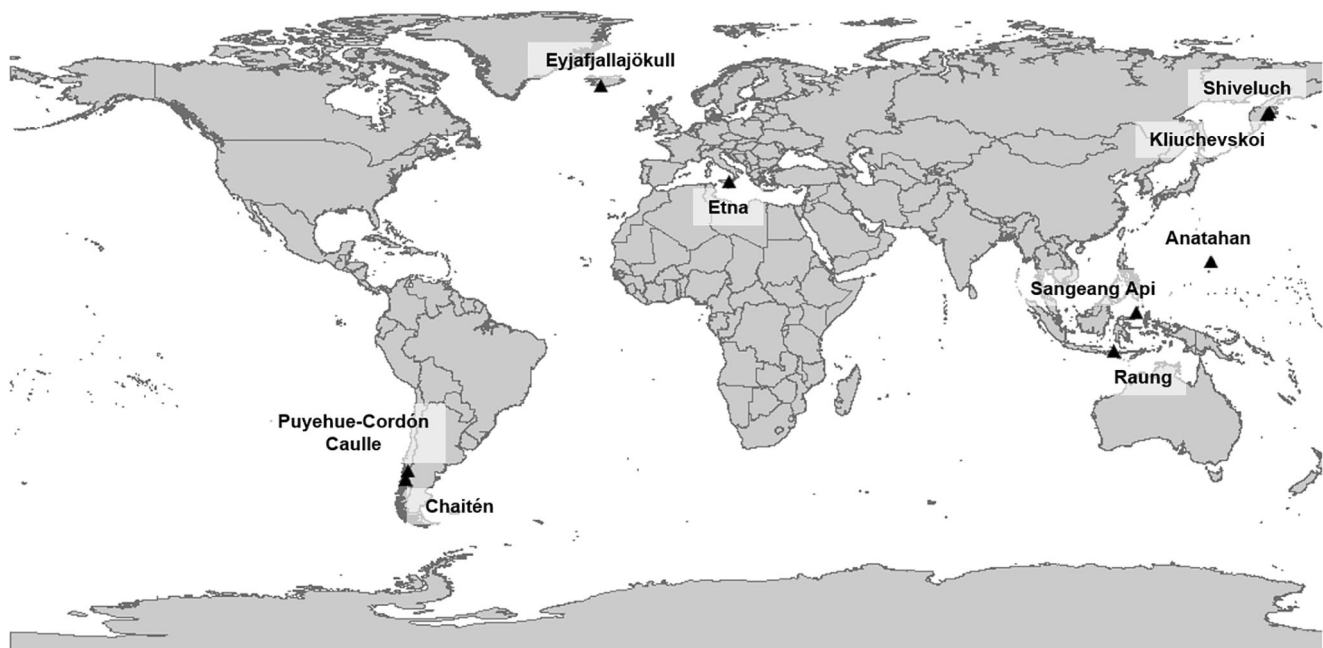 Eyjafjallajökull
Shiveluch
Kliuchevskoi
Etna
Anatahan
Sangeang Api
Raung
Puyehue-Cordón
Caulle
Chaitén